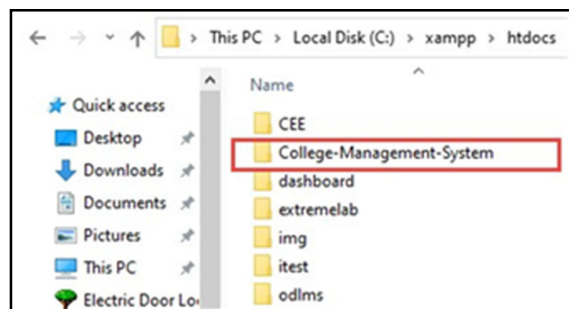 This PC > Local Disk (C:) > xampp > htdocs
Name
Quick access
Desktop
Downloads
Documents
Pictures
This PC
Electric Door
CEE
College-Management-System
dashboard
extremelab
img
itest
odlms